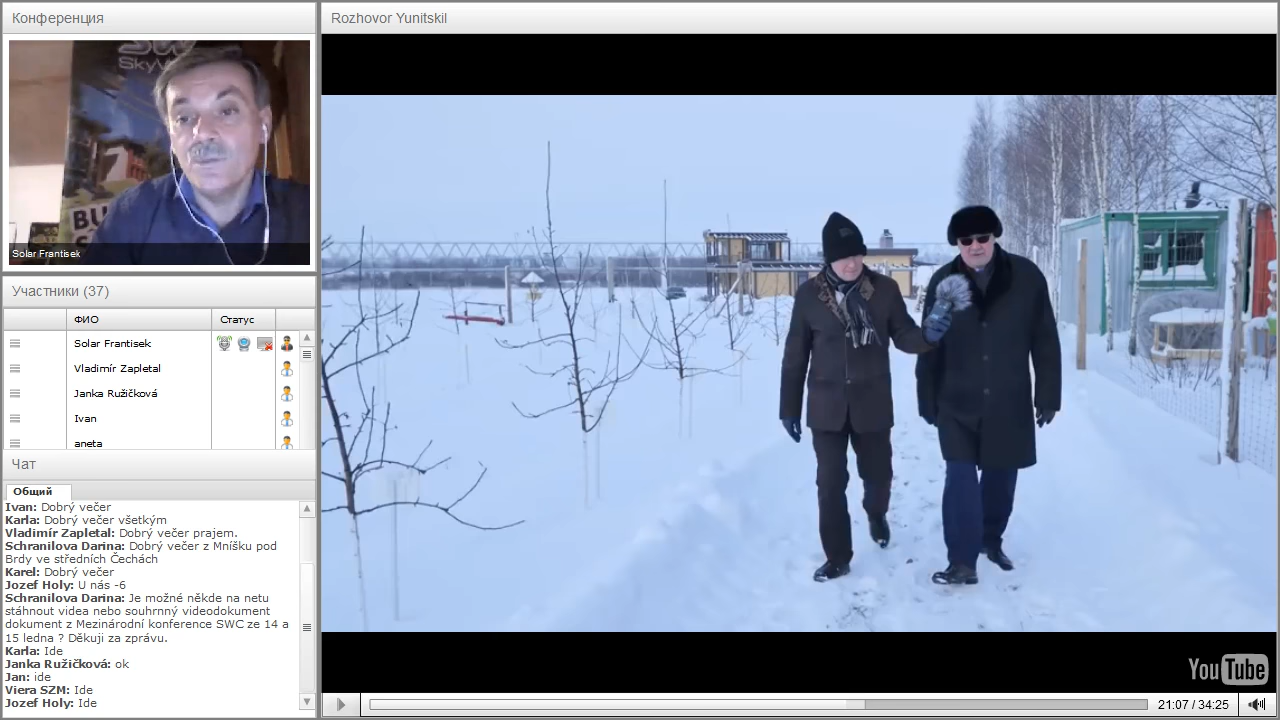 Конференция
SkyW
BU
Solar Frantisek
Участники (37)
ФИО
Статус
Solar Frantisek
Vladimír Zapletal
Janka Ružičková
Ivan
aneta
Чат
Общий
Ivan: Dobrý večer
Karla: Dobrý večer všetkým
Vladimír Zapletal: Dobrý večer prajem.
Schranilova Darina: Dobrý večer z Mníšku pod
Brdy ve středních Čechách
Karel: Dobrý večer
Jozef Holy: U nás -6
Schranilova Darina: Je možné někde na netu
stáhnout videa nebo souhrnný videodokument
dokument z Mezinárodní konference SWC ze 14 a
15 ledna ? Děkuji za zprávu.
Karla: Ide
Janka Ružičková: ok
Jan: ide
Viera SZM: Ide
Jozef Holy: Ide
Rozhovor Yunitskil
YouTube
21:07 / 34:25